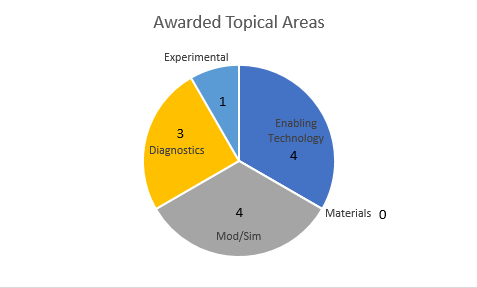 Awarded Topical Areas
Experimental
1
Enabling
Technology
4
3
Diagnostics
Materials 0
4
Mod/Sim